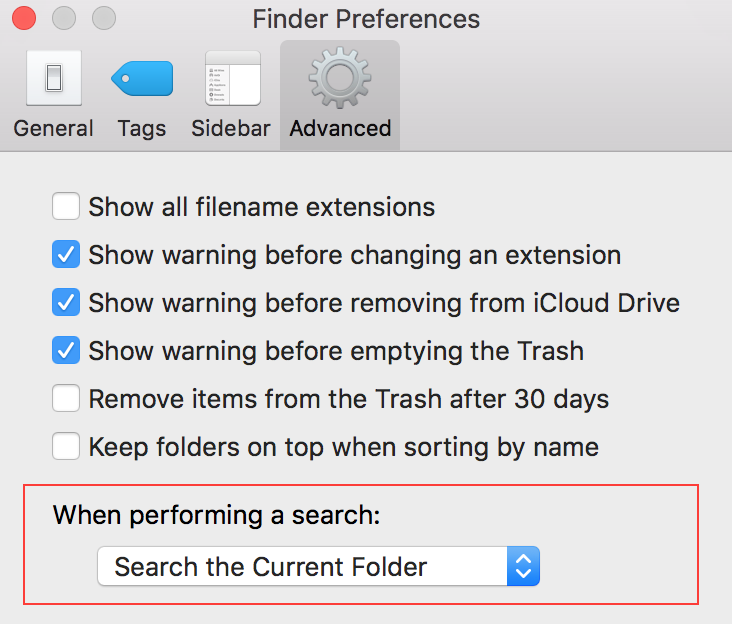 Finder Preferences
General Tags Sidebar Advanced
Show all filename extensions
Show warning before changing an extension
Show warning before removing from iCloud Drive
Show warning before emptying the Trash
Remove items from the Trash after 30 days
Keep folders on top when sorting by name
When performing a search:
Search the Current Folder